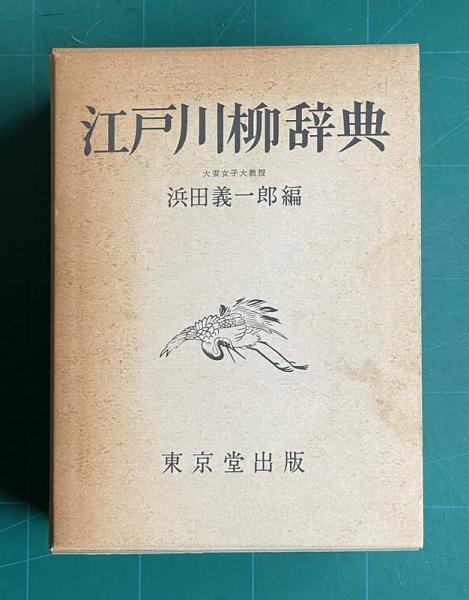 江戸川柳辞典
大妻女子大教授
浜田義一郎編
東京堂出版